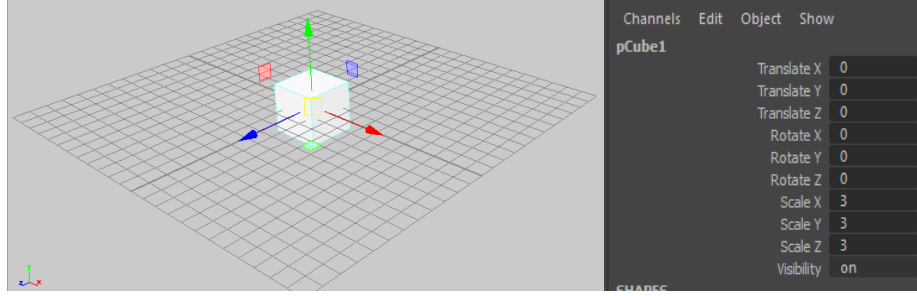 Channels Edit Object Show
pCube1
Translate X 0
Translate Y 0
Translate Z 0
Rotate X 0
Rotate Y 0
Rotate Z 0
Scale X 3
Scale Y 3
Scale Z 3
Visibility on
SHAPES
y
z x